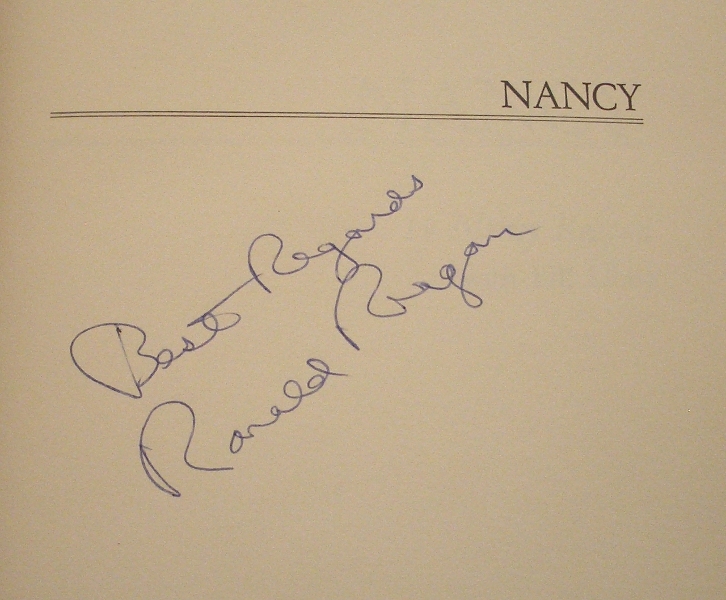 NANCY
Best Regards
Ronald Reagan